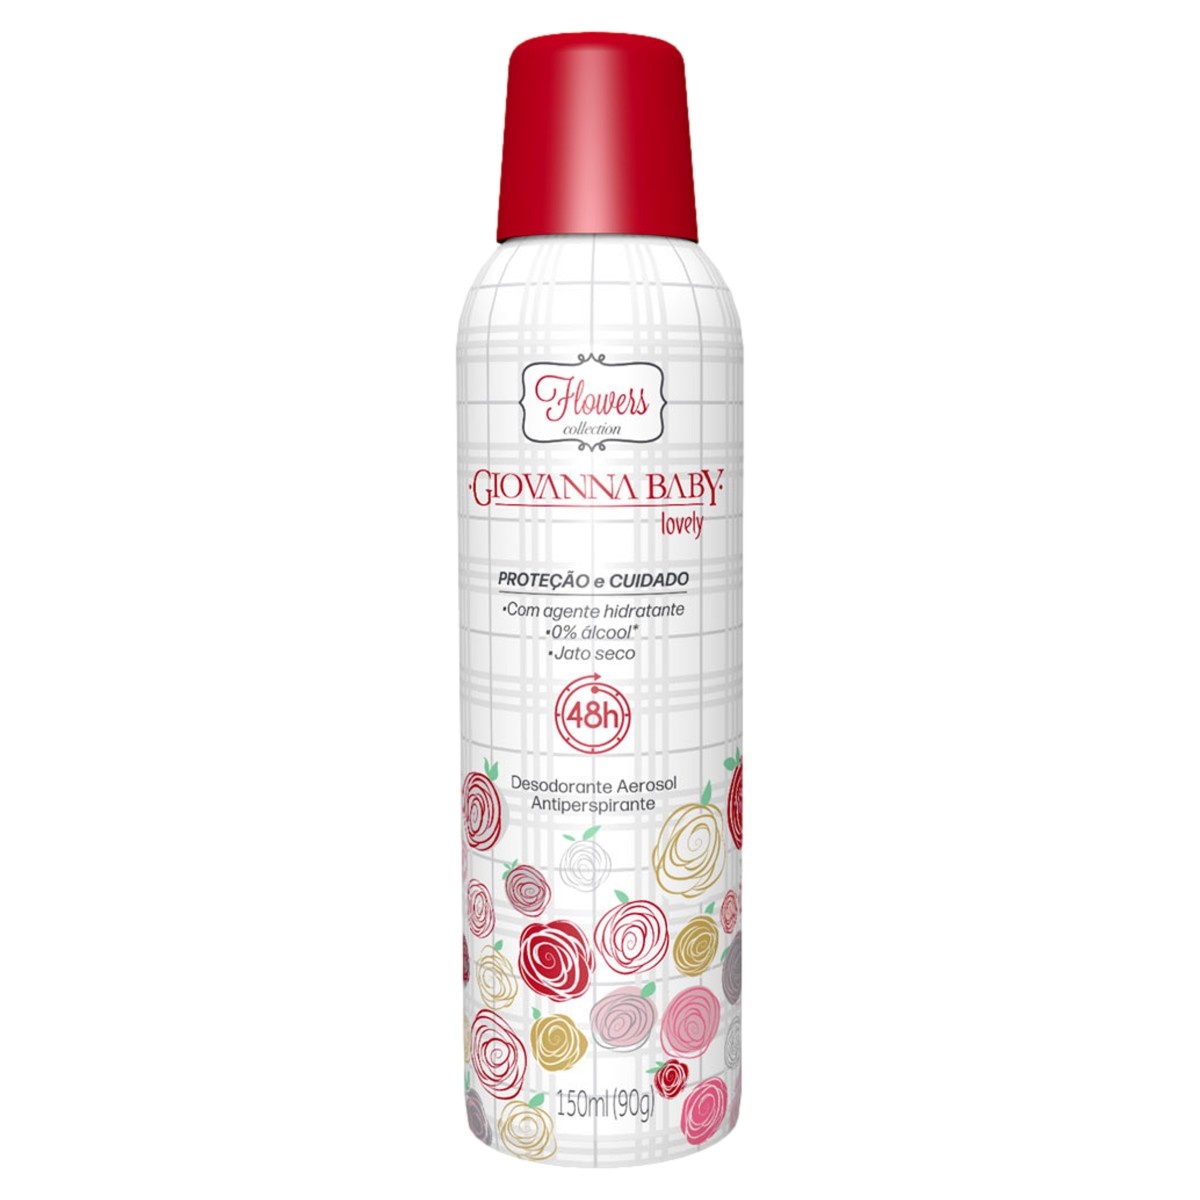 Flowers
collection
·GIOVANNA BABY·
lovely
PROTEÇÃO e CUIDADO
•Com agente hidratante
•0% álcool*
•Jato seco
48h
Desodorante Aerosol
Antiperspirante
150ml (90g)